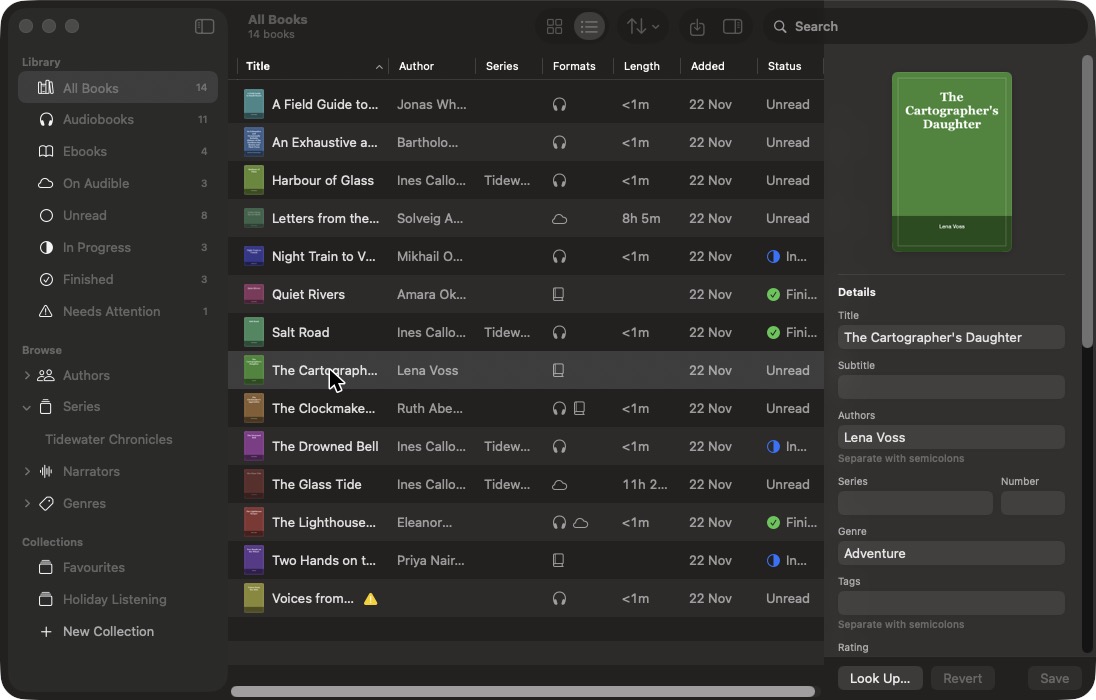 All Books
14 books
Search
Library
All Books 14
Audiobooks 11
Ebooks 4
On Audible 3
Unread 8
In Progress 3
Finished 3
Needs Attention 1
Browse
Authors
Series
Tidewater Chronicles
Narrators
Genres
Collections
Favourites
Holiday Listening
New Collection
Title Author Series Formats Length Added Status
A Field Guide to... Jonas Wh... <1m 22 Nov Unread
An Exhaustive a... Bartholo... <1m 22 Nov Unread
Harbour of Glass Ines Callo... Tidew... <1m 22 Nov Unread
Letters from the... Solveig A... 8h 5m 22 Nov Unread
Night Train to V... Mikhail O... <1m 22 Nov In...
Quiet Rivers Amara Ok... 22 Nov Fini...
Salt Road Ines Callo... Tidew... <1m 22 Nov Fini...
The Cartograph... Lena Voss 22 Nov Unread
The Clockmake... Ruth Abe... <1m 22 Nov Unread
The Drowned Bell Ines Callo... Tidew... <1m 22 Nov In...
The Glass Tide Ines Callo... Tidew... 11h 2... 22 Nov Unread
The Lighthouse... Eleanor... <1m 22 Nov Fini...
Two Hands on t... Priya Nair... 22 Nov In...
Voices from... <1m 22 Nov Unread
The
Cartographer's
Daughter
Lena Voss
Details
Title
The Cartographer's Daughter
Subtitle
Authors
Lena Voss
Separate with semicolons
Series Number
Genre
Adventure
Tags
Separate with semicolons
Rating
Look Up... Revert Save